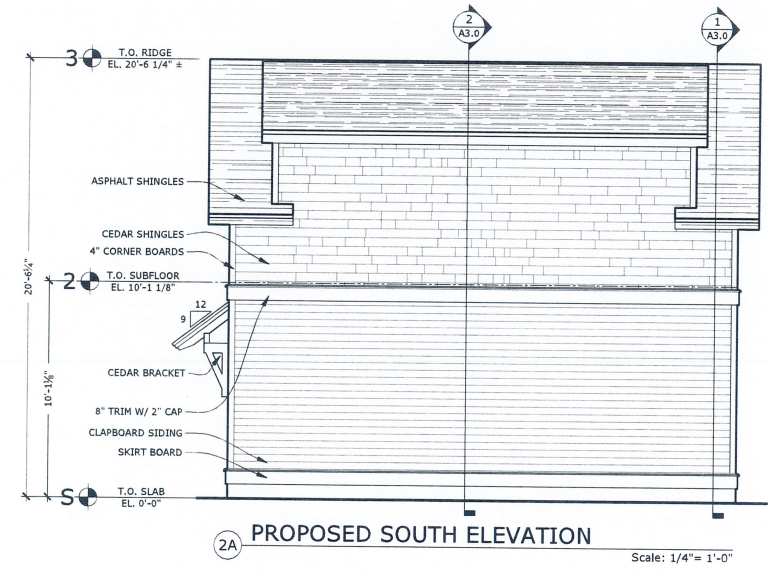 2
A3.0
1
A3.0
3
T.O. RIDGE
EL. 20'-6 1/4" ±
ASPHALT SHINGLES
CEDAR SHINGLES
4" CORNER BOARDS
2
T.O. SUBFLOOR
EL. 10'-1 1/8"
20'-6¼"
12
9
10'-1⅛"
CEDAR BRACKET
8" TRIM W/ 2" CAP
CLAPBOARD SIDING
SKIRT BOARD
S
T.O. SLAB
EL. 0'-0"
2A
PROPOSED SOUTH ELEVATION
Scale: 1/4"= 1'-0"